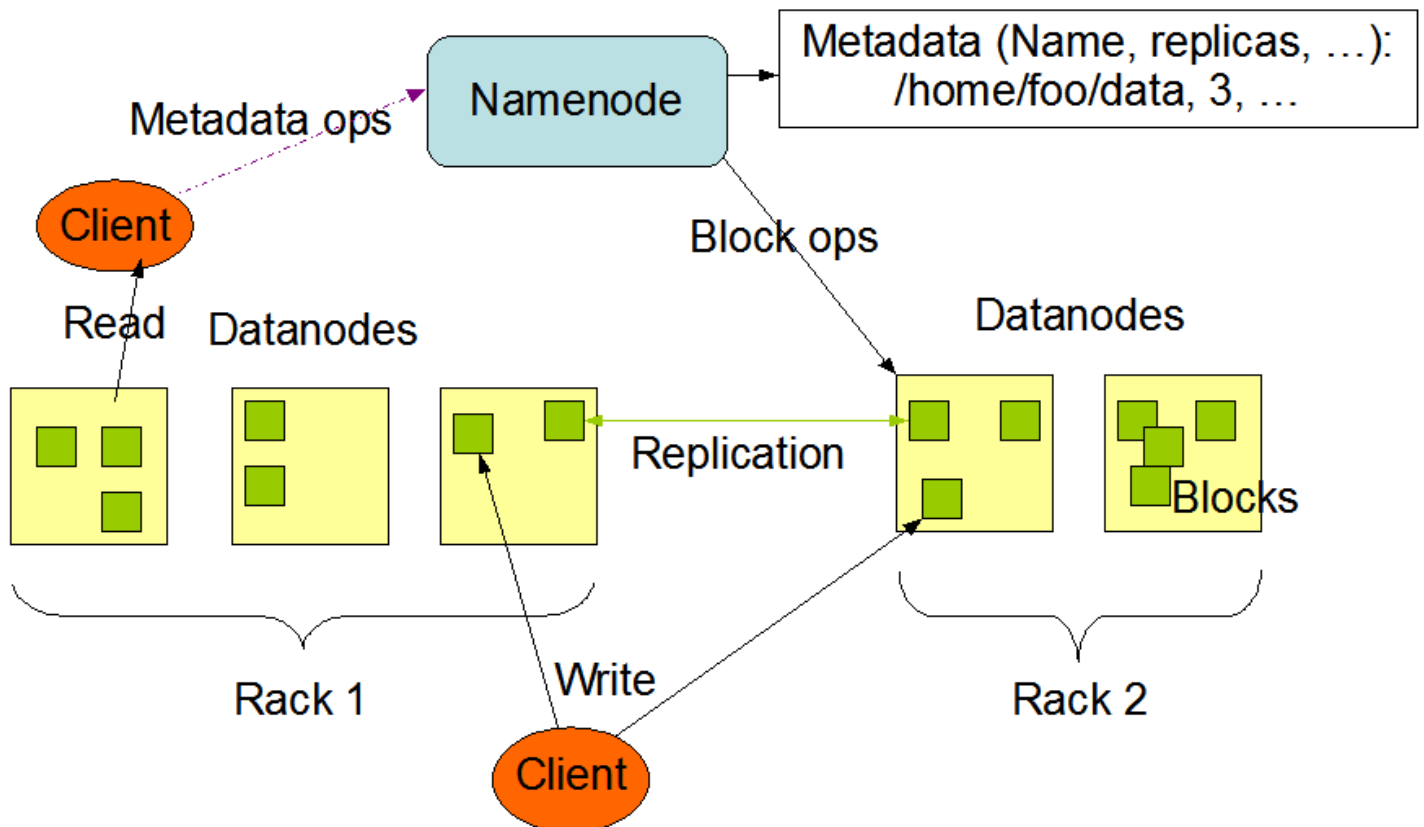 Metadata (Name, replicas, …):
/home/foo/data, 3, …
Namenode
Metadata ops
Client
Block ops
Read
Datanodes
Datanodes
Replication
Blocks
Rack 1
Write
Rack 2
Client